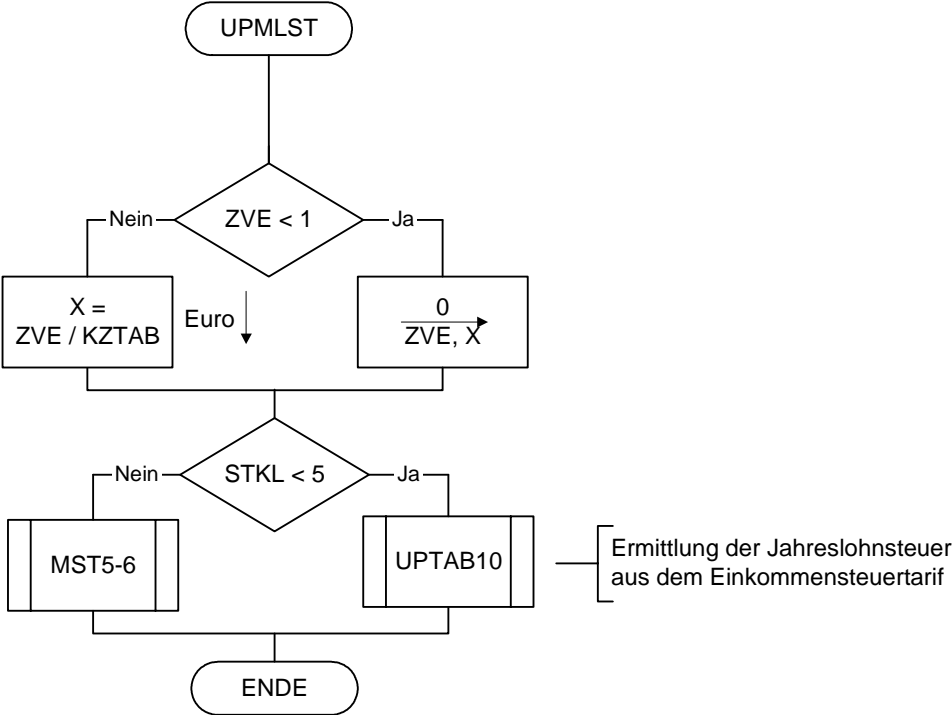 UPMLST
ZVE < 1
Nein
Ja
X =
ZVE / KZTAB
Euro
0
ZVE, X
STKL < 5
Nein
Ja
MST5-6
UPTAB10
Ermittlung der Jahreslohnsteuer
aus dem Einkommensteuertarif
ENDE